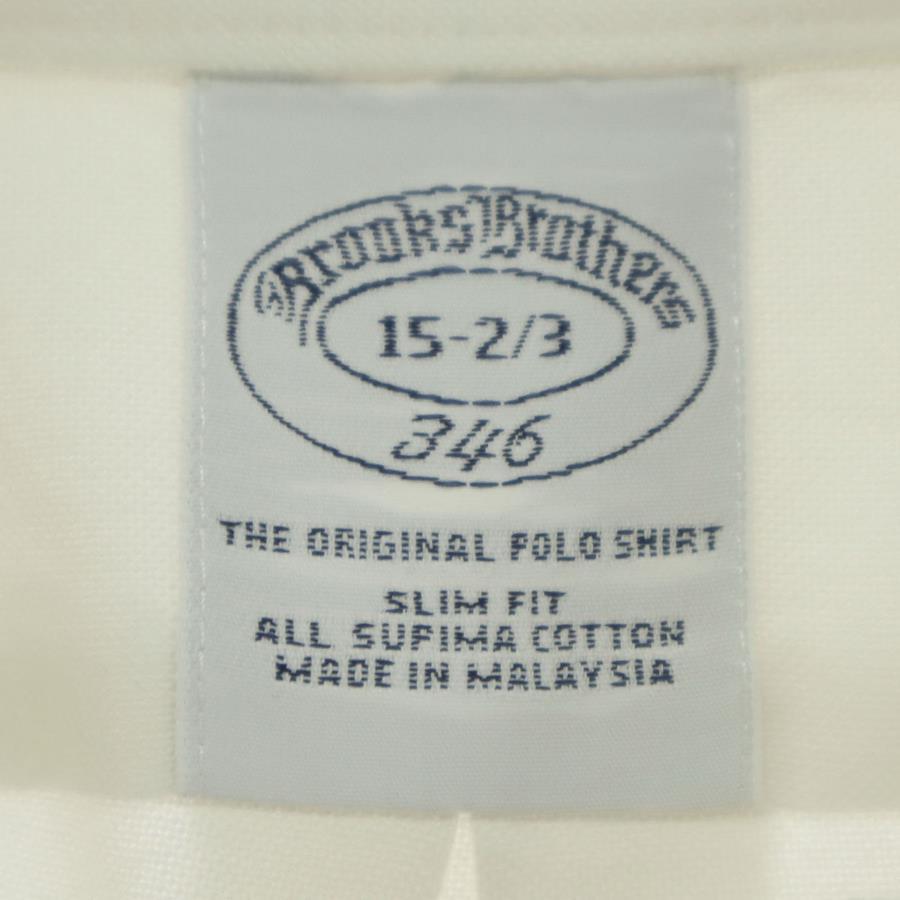 Brooks Brothers
15-2/3
346
THE ORIGINAL POLO SHIRT
SLIM FIT
ALL SUPIMA COTTON
MADE IN MALAYSIA